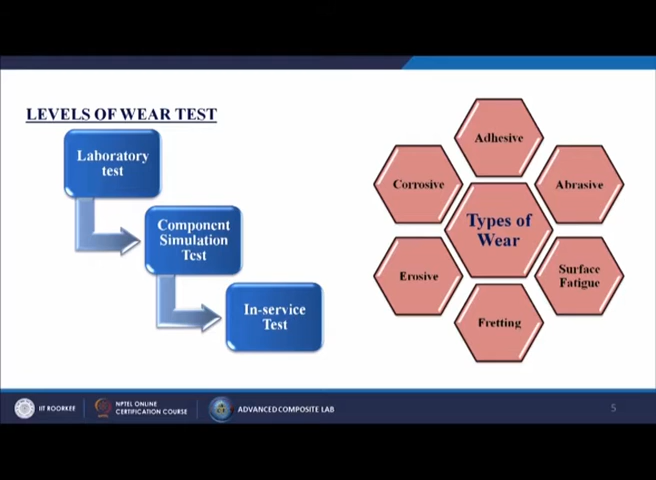 LEVELS OF WEAR TEST
Laboratory
test
Component
Simulation
Test
In-service
Test
Types of
Wear
Adhesive
Abrasive
Surface
Fatigue
Fretting
Erosive
Corrosive
IIT ROORKEE
NPTEL ONLINE
CERTIFICATION COURSE
ADVANCED COMPOSITE LAB
5